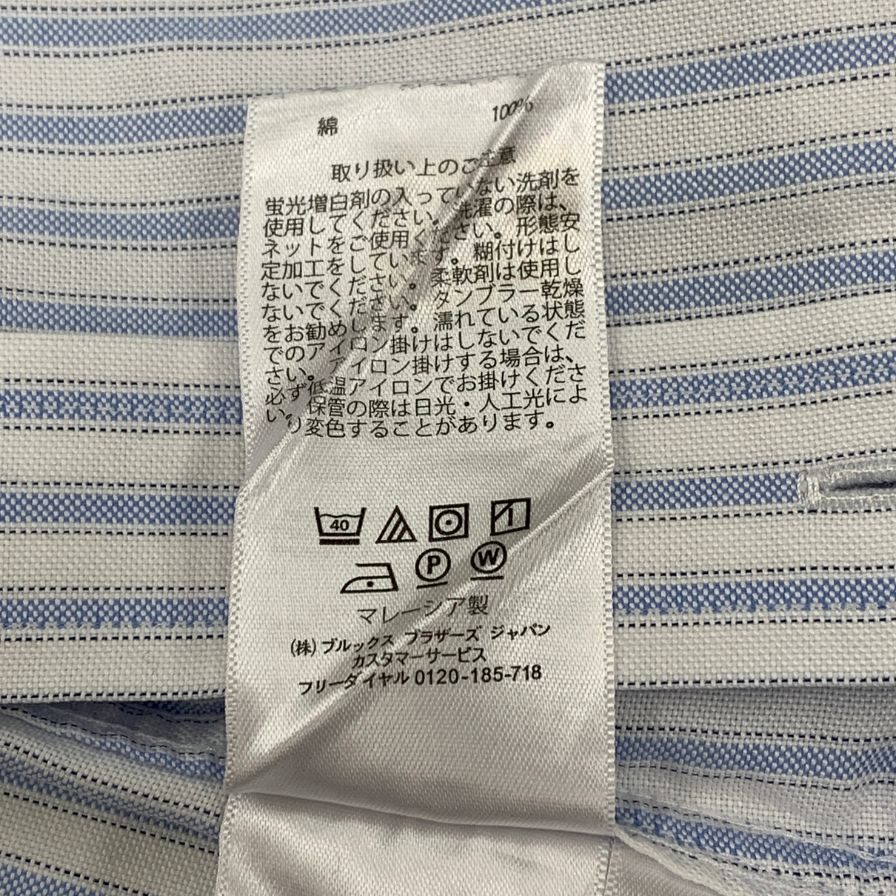 綿 100%
取り扱い上のご注意
蛍光増白剤の入っていない洗剤を
使用してください。洗濯の際は、
ネットをご使用ください。形態安
定加工をしています。糊付けはし
ないでください。柔軟剤は使用し
ないでください。タンブラー乾燥
をお勧めします。濡れている状態
でのアイロン掛けはしないでくだ
さい。アイロン掛けする場合は、
必ず低温アイロンでお掛けくださ
い。保管の際は日光・人工光によ
り変色することがあります。
40
1
P W
マレーシア製
(株)ブルックス ブラザーズ ジャパン
カスタマーサービス
フリーダイヤル 0120-185-718